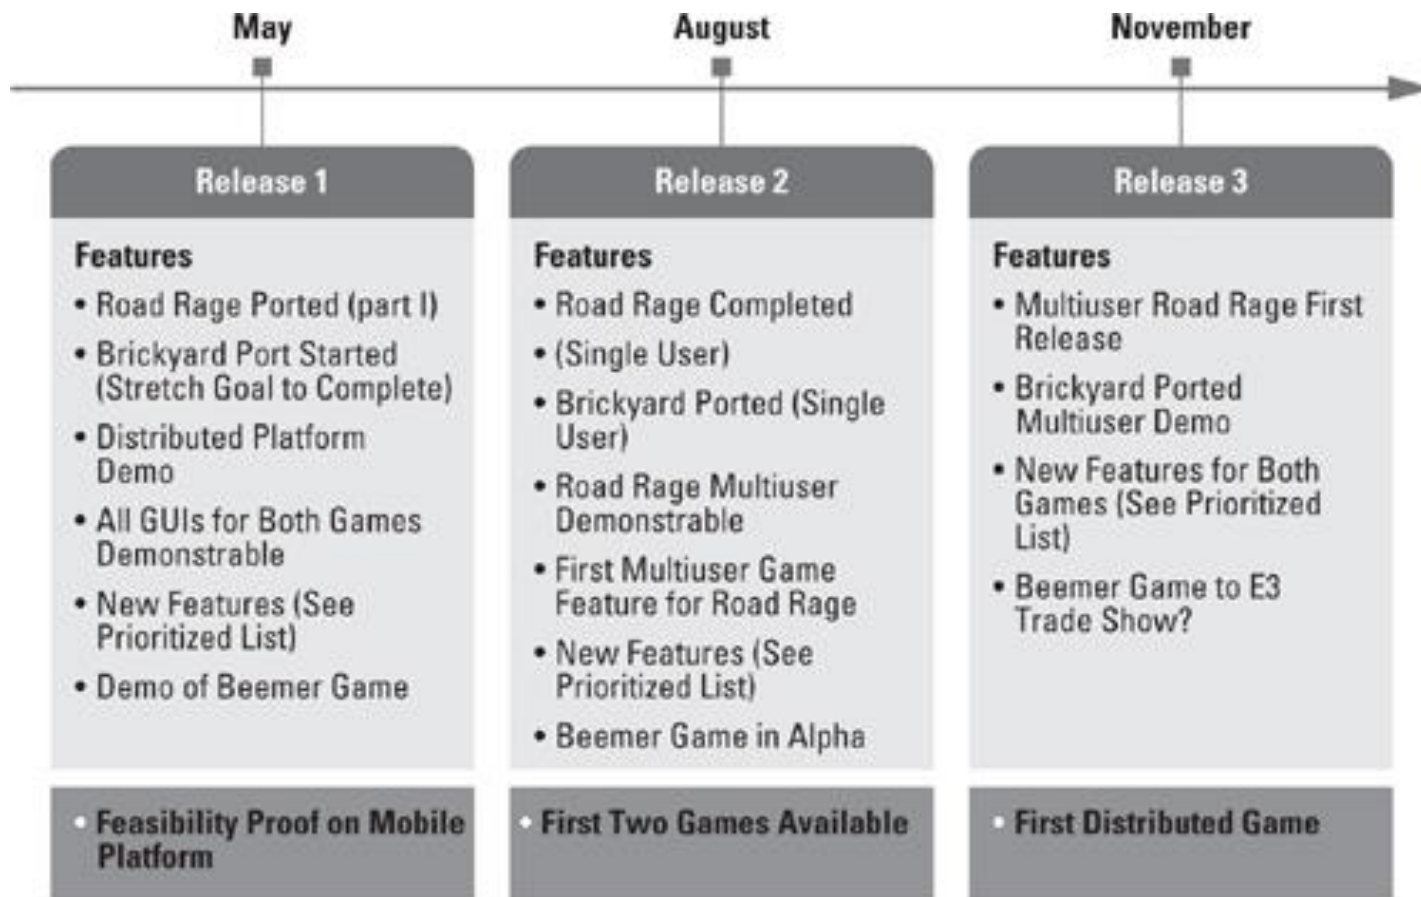 May
August
November
Release 1
Features
• Road Rage Ported (part I)
• Brickyard Port Started
(Stretch Goal to Complete)
• Distributed Platform
Demo
• All GUIs for Both Games
Demonstrable
• New Features (See
Prioritized List)
• Demo of Beemer Game
• Feasibility Proof on Mobile
Platform
Release 2
Features
• Road Rage Completed
• (Single User)
• Brickyard Ported (Single
User)
• Road Rage Multiuser
Demonstrable
• First Multiuser Game
Feature for Road Rage
• New Features (See
Prioritized List)
• Beemer Game in Alpha
• First Two Games Available
Release 3
Features
• Multiuser Road Rage First
Release
• Brickyard Ported
Multiuser Demo
• New Features for Both
Games (See Prioritized
List)
• Beemer Game to E3
Trade Show?
• First Distributed Game